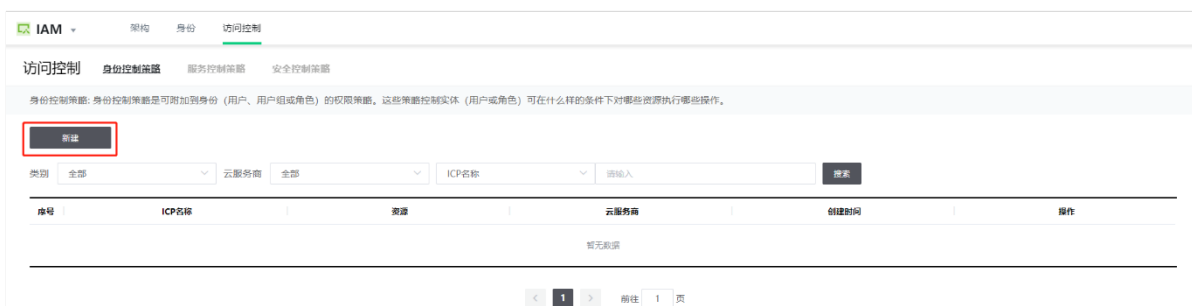 IAM 架构 身份 访问控制
访问控制 身份控制策略 服务控制策略 安全控制策略
身份控制策略: 身份控制策略是可附加到身份（用户、用户组或角色）的权限策略。这些策略控制实体（用户或角色）可在什么样的条件下对哪些资源执行哪些操作。
新建
类别 全部 云服务商 全部 ICP名称 请输入 搜索
序号 ICP名称 资源 云服务商 创建时间 操作
暂无数据
< 1 > 前往 1 页